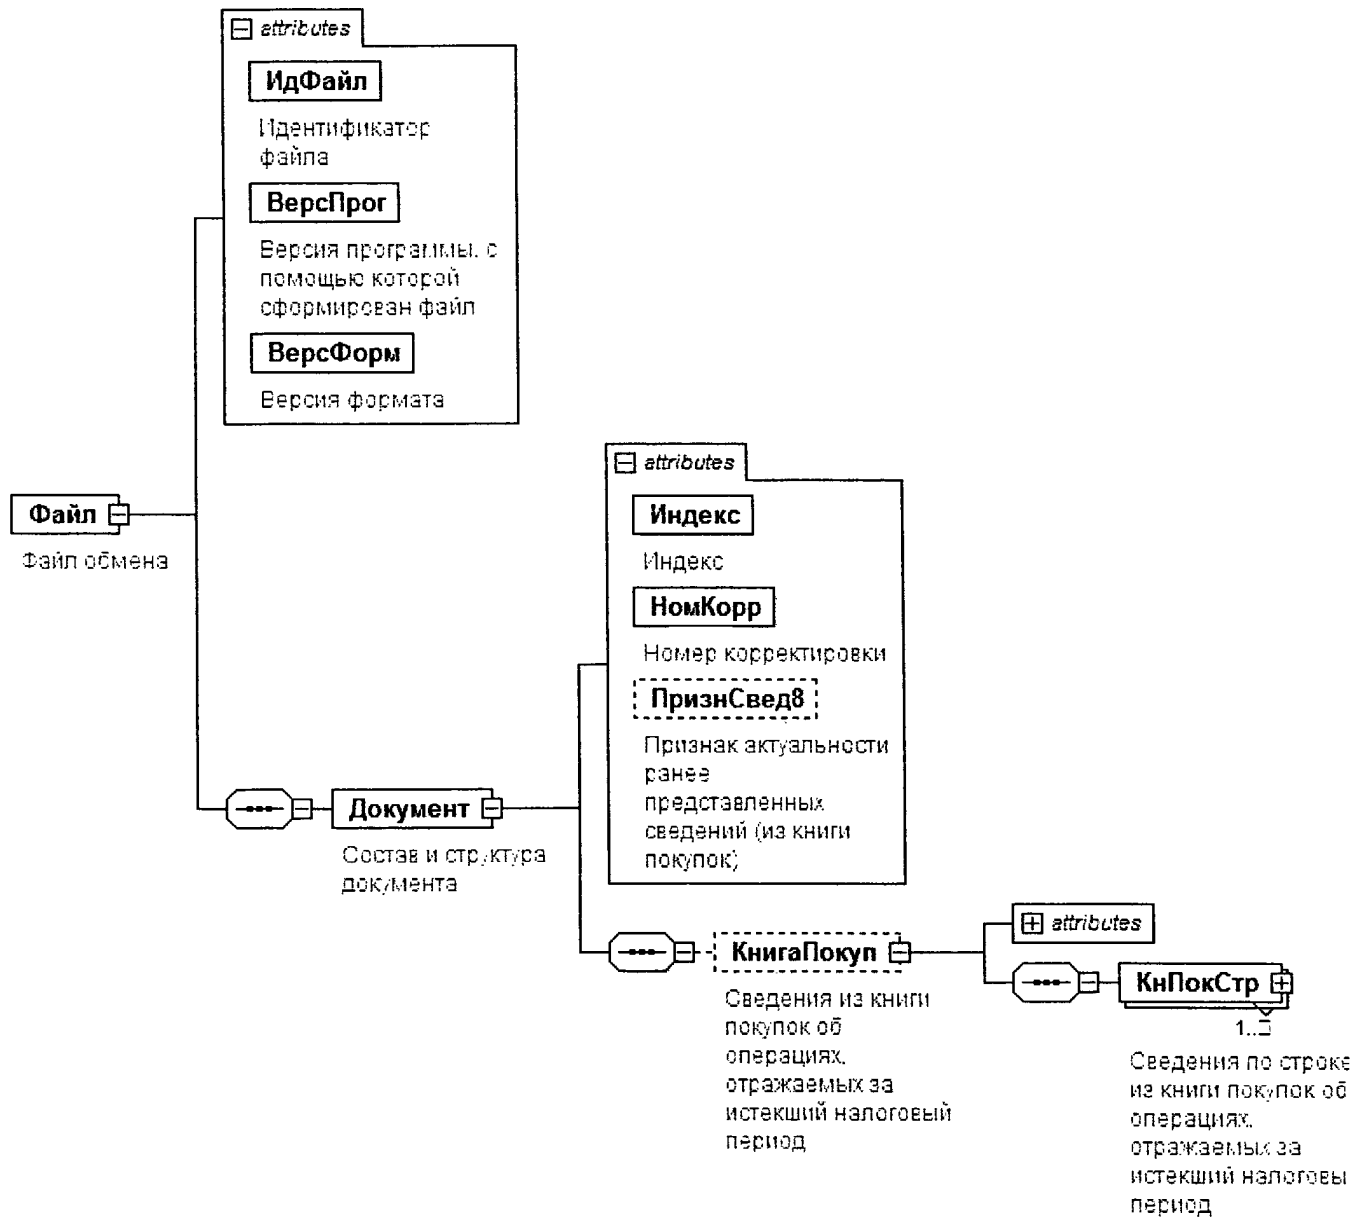 attributes
ИдФайл
Идентификатор
файла
ВерсПрог
Версия программы, с
помощью которой
сформирован файл
ВерсФорм
Версия формата
Файл
Файл обмена
attributes
Индекс
Индекс
НомКорр
Номер корректировки
ПризнСвед8
Признак актуальности
ранее
представленных
сведений (из книги
покупок)
Документ
Состав и структура
документа
КнигаПокуп
Сведения из книги
покупок об
операциях,
отражаемых за
истекший налоговый
период
attributes
КнПокСтр
1..
Сведения по строке
из книги покупок об
операциях,
отражаемых за
истекший налоговы
период